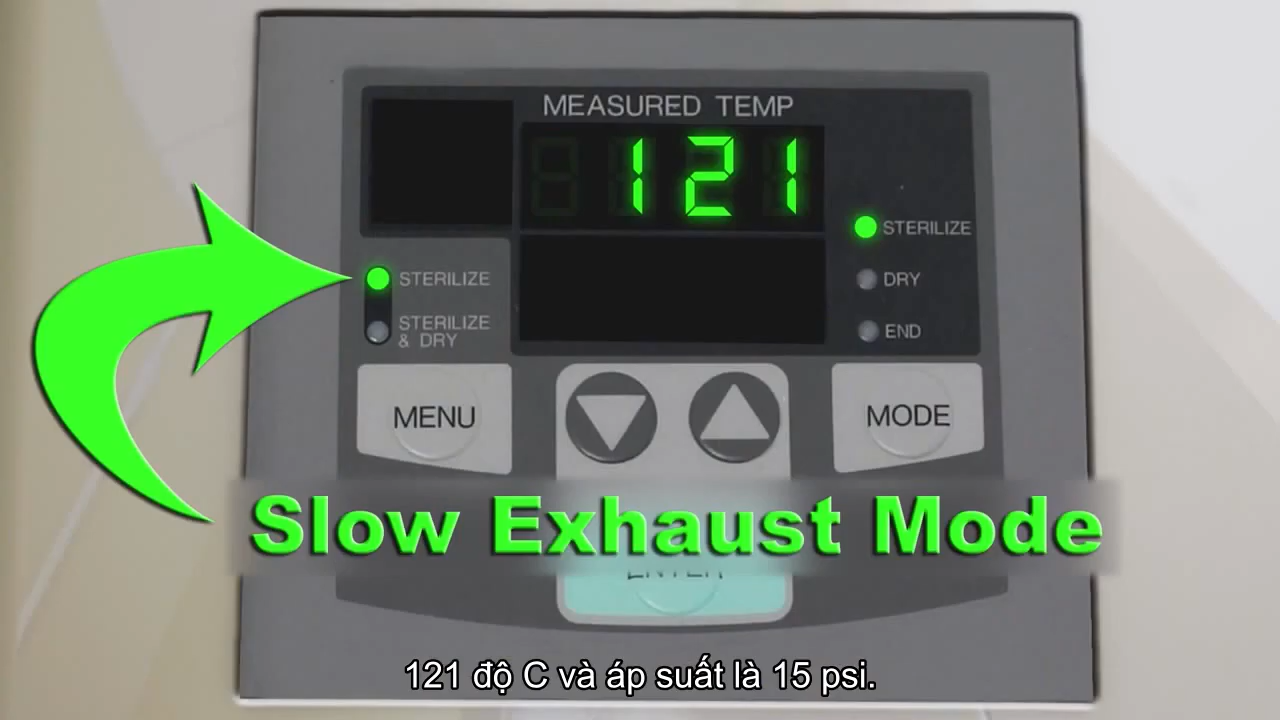 MEASURED TEMP
121
STERILIZE
DRY
END
STERILIZE
STERILIZE
& DRY
MENU
MODE
Slow Exhaust Mode
ENTER
121 độ C và áp suất là 15 psi.